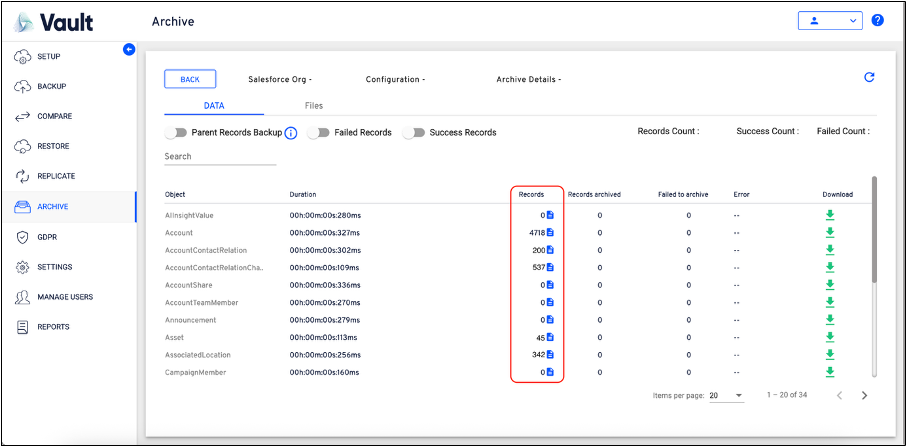 Vault
Archive
?
SETUP
BACKUP
COMPARE
RESTORE
REPLICATE
ARCHIVE
GDPR
SETTINGS
MANAGE USERS
REPORTS
BACK Salesforce Org - Configuration - Archive Details -
DATA Files
Parent Records Backup i Failed Records Success Records Records Count : Success Count : Failed Count :
Search
Object Duration Records Records archived Failed to archive Error Download
AIInsightValue 00h:00m:00s:280ms 0 0 0 --
Account 00h:00m:00s:327ms 4718 0 0 --
AccountContactRelation 00h:00m:00s:302ms 200 0 0 --
AccountContactRelationCha.. 00h:00m:00s:109ms 537 0 0 --
AccountShare 00h:00m:00s:336ms 0 0 0 --
AccountTeamMember 00h:00m:00s:270ms 0 0 0 --
Announcement 00h:00m:00s:279ms 0 0 0 --
Asset 00h:00m:00s:113ms 45 0 0 --
AssociatedLocation 00h:00m:00s:256ms 342 0 0 --
CampaignMember 00h:00m:00s:160ms 0 0 0 --
Items per page: 20 1 – 20 of 34